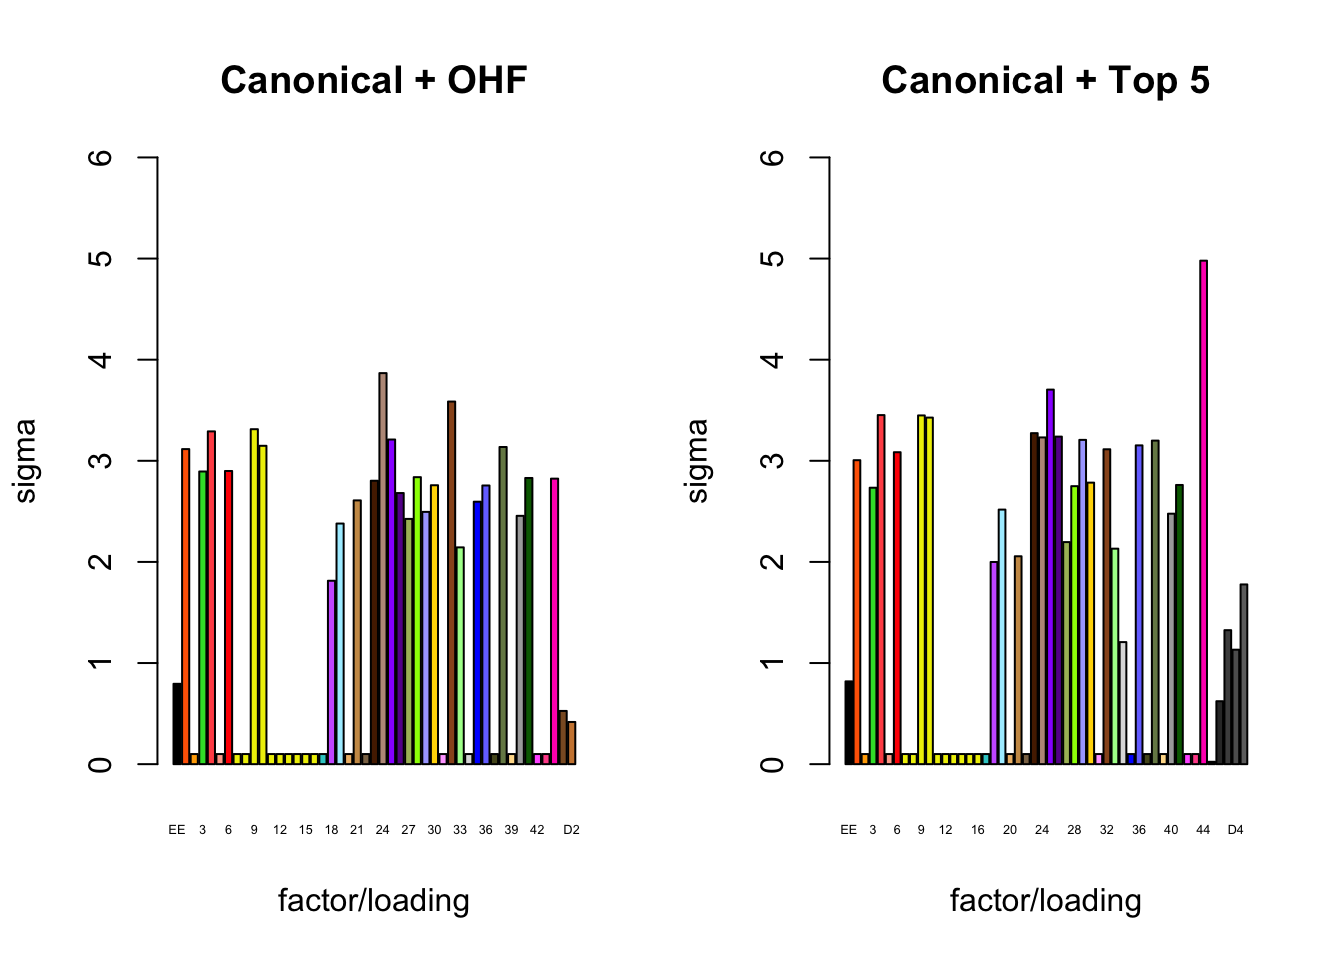 Canonical + OHF
sigma
0 1 2 3 4 5 6
EE 3 6 9 12 15 18 21 24 27 30 33 36 39 42 D2
factor/loading
Canonical + Top 5
sigma
0 1 2 3 4 5 6
EE 3 6 9 12 16 20 24 28 32 36 40 44 D4
factor/loading